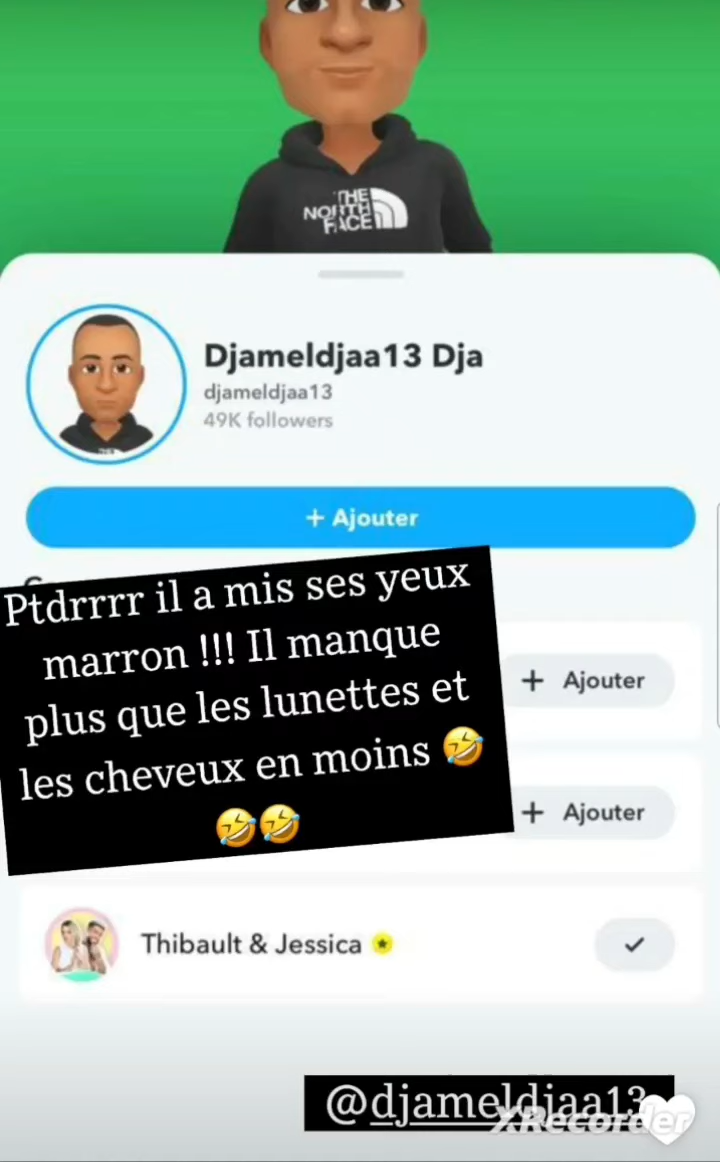 THE
NORTH
FACE
Djameldjaa13 Dja
djameldjaa13
49K followers
+ Ajouter
Ptdrrrr il a mis ses yeux
marron !!! Il manque
plus que les lunettes et
les cheveux en moins 🤣
🤣🤣
+ Ajouter
+ Ajouter
Thibault & Jessica
@djameldjaa13
XRecorder